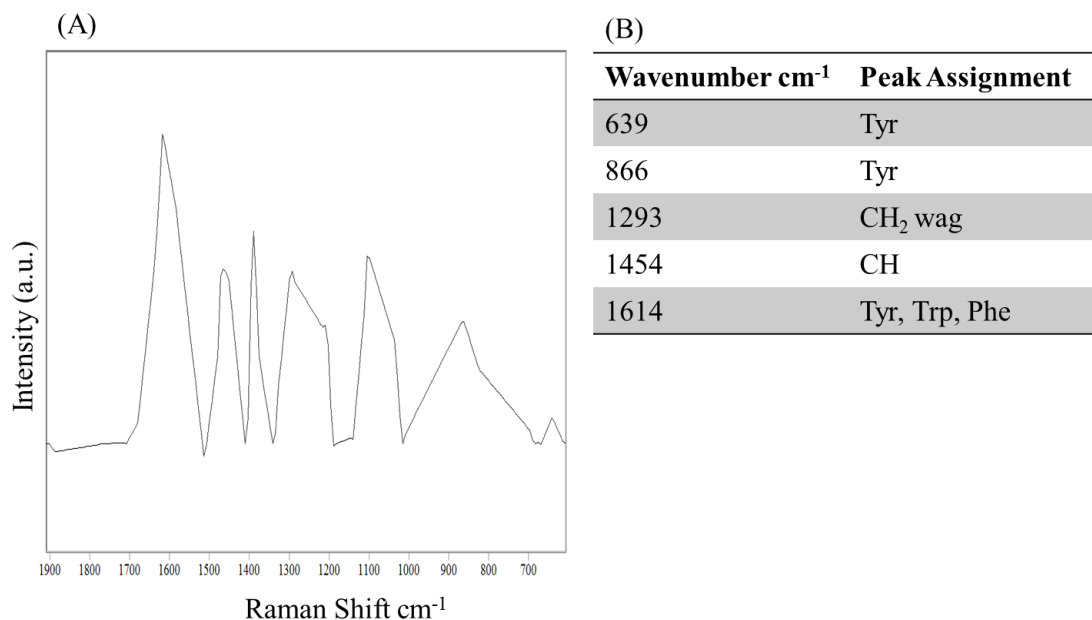 (A)
Intensity (a.u.)
1900 1800 1700 1600 1500 1400 1300 1200 1100 1000 900 800 700
Raman Shift cm⁻¹
(B)
Wavenumber cm⁻¹ Peak Assignment
639 Tyr
866 Tyr
1293 CH₂ wag
1454 CH
1614 Tyr, Trp, Phe